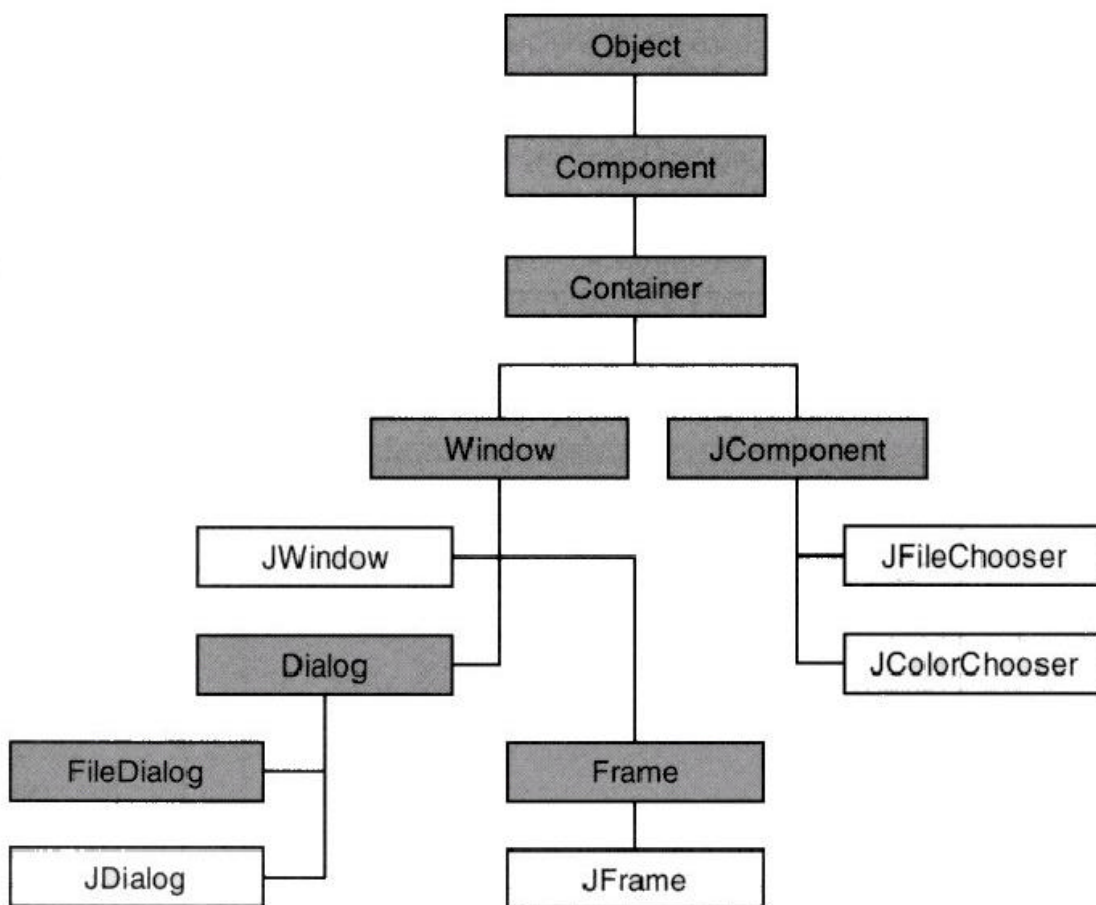 Object
Component
Container
Window
JComponent
JWindow
JFileChooser
Dialog
JColorChooser
FileDialog
Frame
JDialog
JFrame